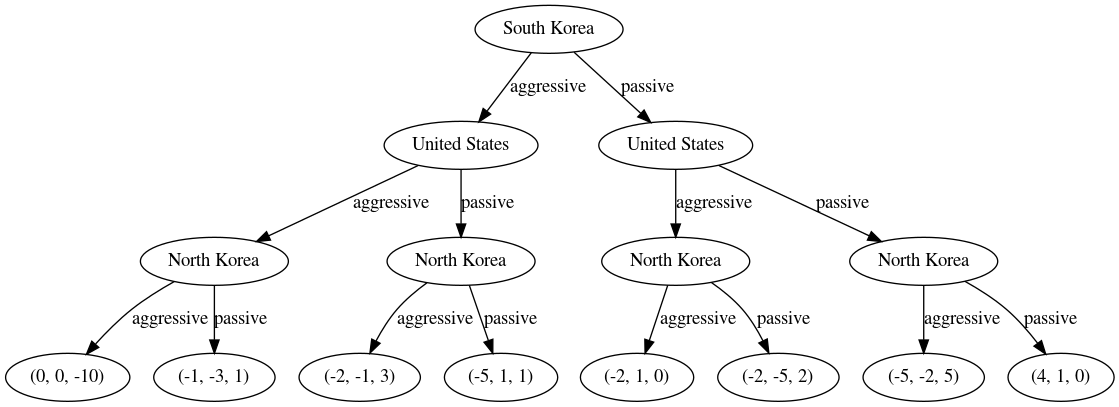 South Korea
aggressive passive
United States United States
aggressive passive aggressive passive
North Korea North Korea North Korea North Korea
aggressive passive aggressive passive aggressive passive aggressive passive
(0, 0, -10) (-1, -3, 1) (-2, -1, 3) (-5, 1, 1) (-2, 1, 0) (-2, -5, 2) (-5, -2, 5) (4, 1, 0)